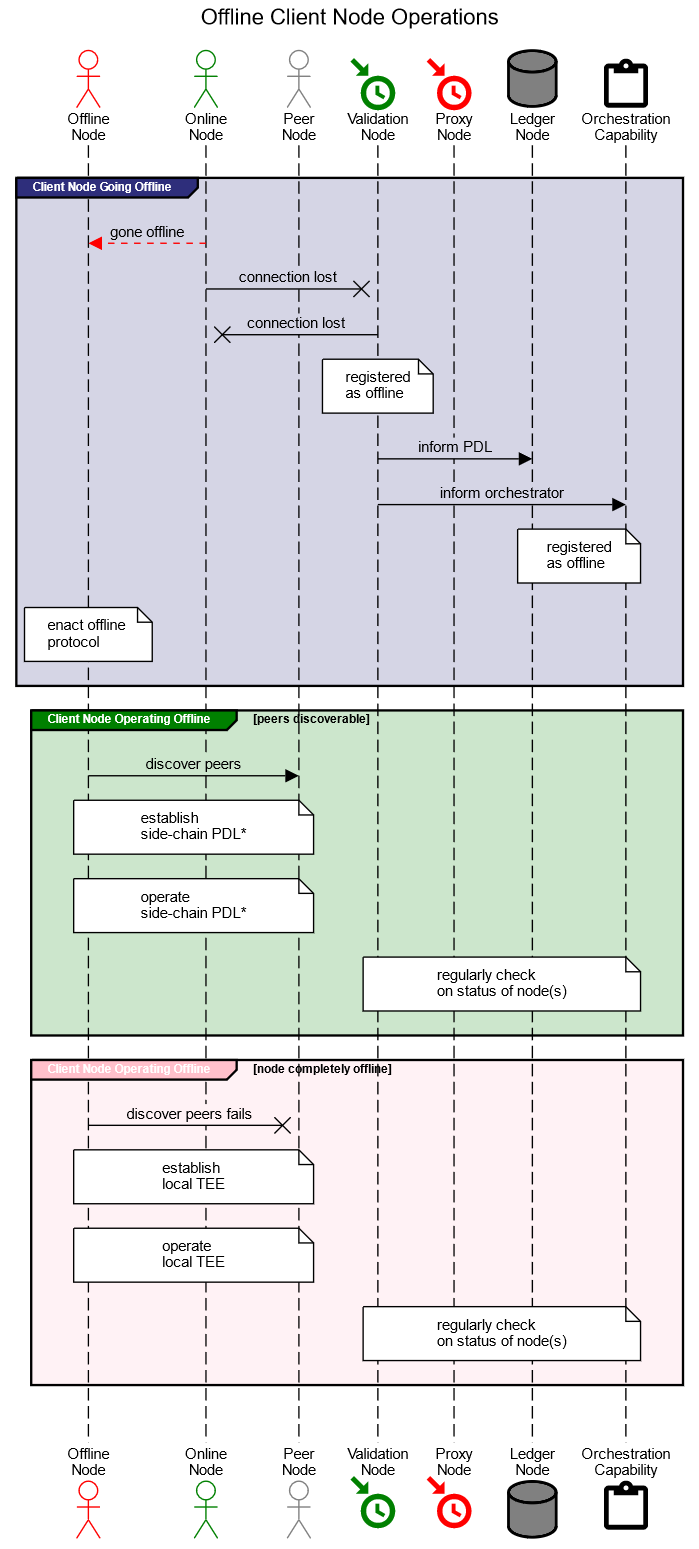 Offline Client Node Operations
Offline Node
Online Node
Peer Node
Validation Node
Proxy Node
Ledger Node
Orchestration Capability
Client Node Going Offline
gone offline
connection lost
connection lost
registered
as offline
inform PDL
inform orchestrator
registered
as offline
enact offline
protocol
Client Node Operating Offline [peers discoverable]
discover peers
establish
side-chain PDL*
operate
side-chain PDL*
regularly check
on status of node(s)
Client Node Operating Offline [node completely offline]
discover peers fails
establish
local TEE
operate
local TEE
regularly check
on status of node(s)
Offline Node
Online Node
Peer Node
Validation Node
Proxy Node
Ledger Node
Orchestration Capability